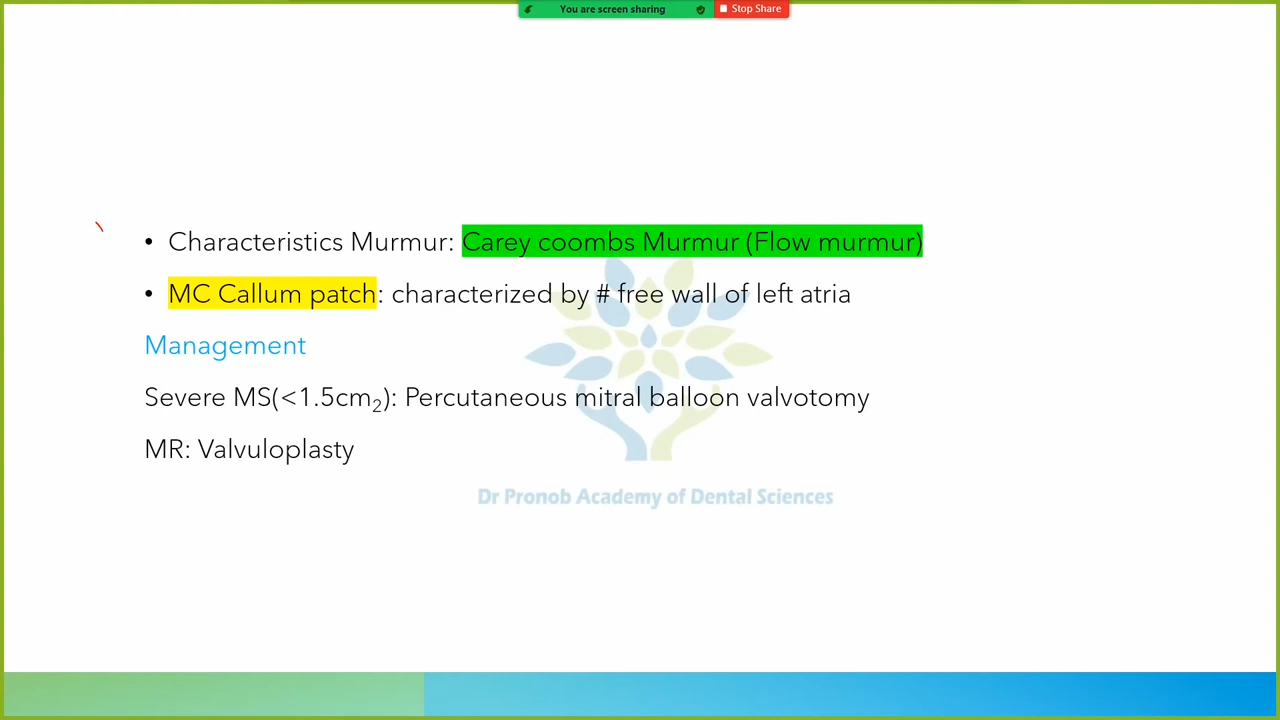 You are screen sharing Stop Share
• Characteristics Murmur: Carey coombs Murmur (Flow murmur)
• MC Callum patch: characterized by # free wall of left atria
Management
Severe MS(<1.5cm₂): Percutaneous mitral balloon valvotomy
MR: Valvuloplasty
Dr Pronob Academy of Dental Sciences